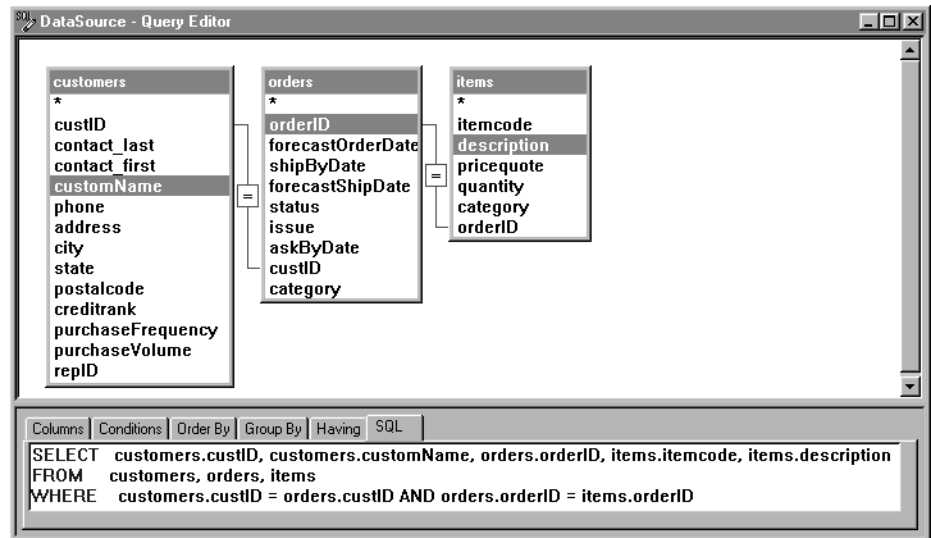 SQL DataSource - Query Editor
customers
*
custID
contact_last
contact_first
customName
phone
address
city
state
postalcode
creditrank
purchaseFrequency
purchaseVolume
repID
=
orders
*
orderID
forecastOrderDate
shipByDate
forecastShipDate
status
issue
askByDate
custID
category
=
items
*
itemcode
description
pricequote
quantity
category
orderID
Columns Conditions Order By Group By Having SQL
SELECT customers.custID, customers.customName, orders.orderID, items.itemcode, items.description
FROM customers, orders, items
WHERE customers.custID = orders.custID AND orders.orderID = items.orderID